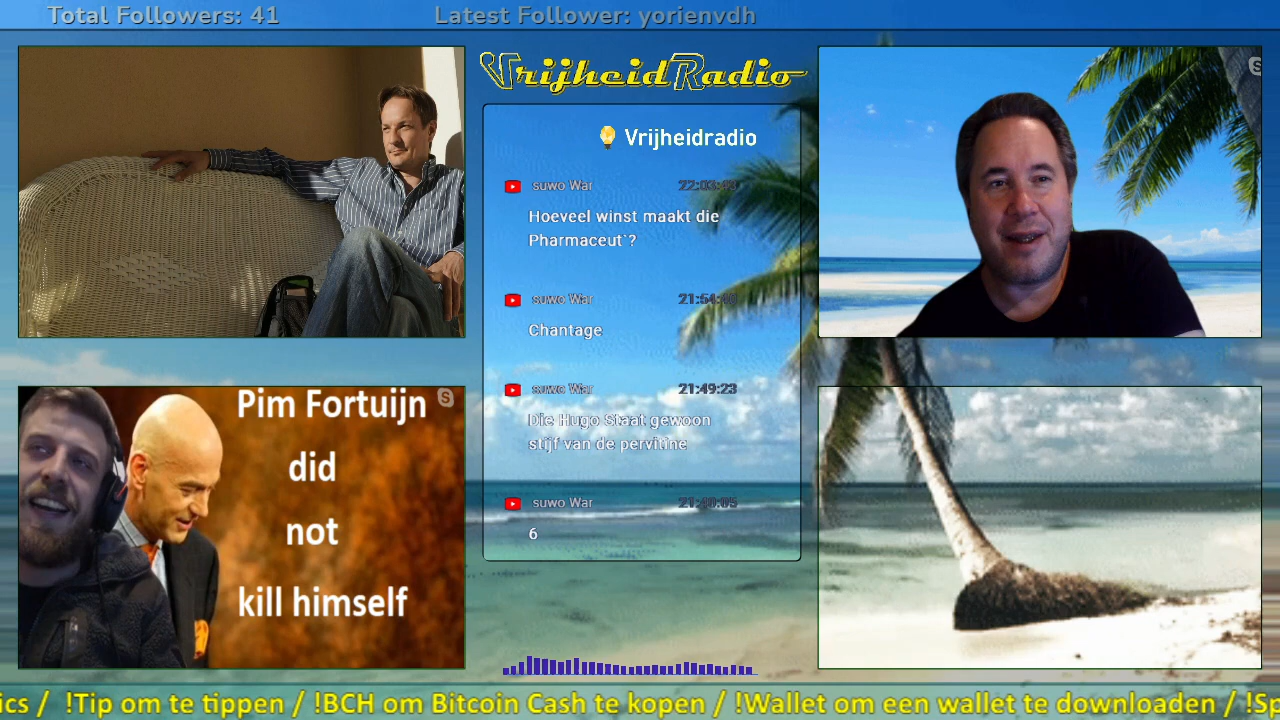 Total Followers: 41
Latest Follower: yorienvdh
VrijheidRadio
Vrijheidradio
suwo War
Hoeveel winst maakt die
Pharmaceut`?
suwo War
Chantage
suwo War 21:49:23
Die Hugo Staat gewoon
stijf van de pervitine
suwo War 21:40:05
6
Pim Fortuijn
did
not
kill himself
ics / !Tip om te tippen / !BCH om Bitcoin Cash te kopen / !Wallet om een wallet te downloaden / !Sp